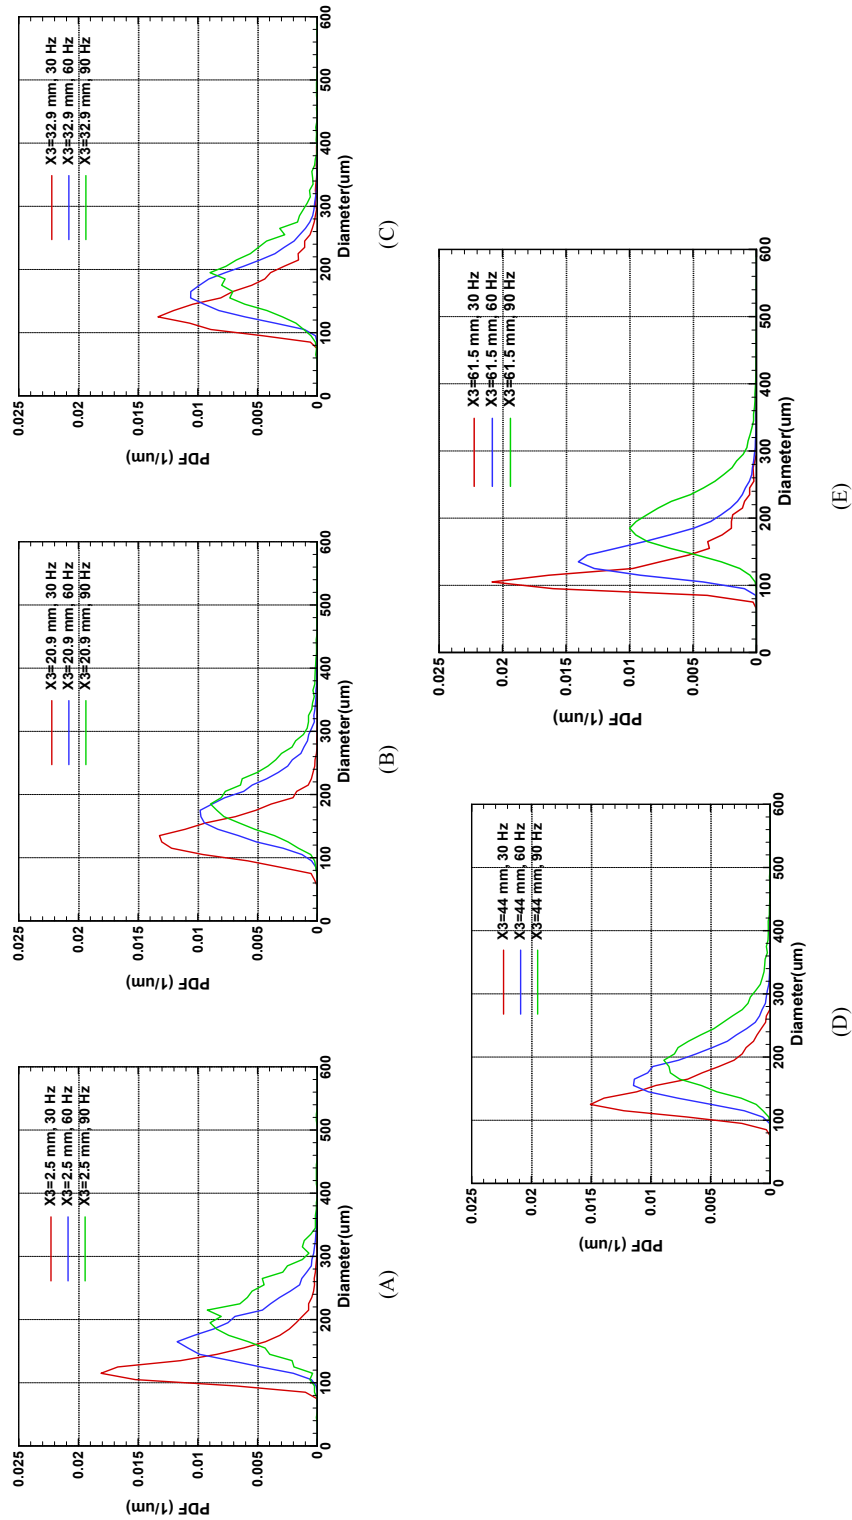 0.025
0.02
0.015
0.01
0.005
0
PDF (1/um)
X3=2.5 mm, 30 Hz
X3=2.5 mm, 60 Hz
X3=2.5 mm, 90 Hz
0 100 200 300 400 500 600
Diameter(um)
(A)
0.025
0.02
0.015
0.01
0.005
0
PDF (1/um)
X3=20.9 mm, 30 Hz
X3=20.9 mm, 60 Hz
X3=20.9 mm, 90 Hz
0 100 200 300 400 500 600
Diameter(um)
(B)
0.025
0.02
0.015
0.01
0.005
0
PDF (1/um)
X3=32.9 mm, 30 Hz
X3=32.9 mm, 60 Hz
X3=32.9 mm, 90 Hz
0 100 200 300 400 500 600
Diameter(um)
(C)
0.025
0.02
0.015
0.01
0.005
0
PDF (1/um)
X3=44 mm, 30 Hz
X3=44 mm, 60 Hz
X3=44 mm, 90 Hz
0 100 200 300 400 500 600
Diameter(um)
(D)
0.025
0.02
0.015
0.01
0.005
0
PDF (1/um)
X3=61.5 mm, 30 Hz
X3=61.5 mm, 60 Hz
X3=61.5 mm, 90 Hz
0 100 200 300 400 500 600
Diameter(um)
(E)